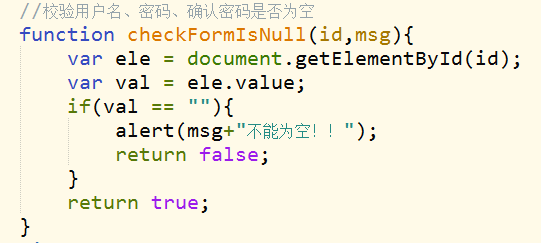 //校验用户名、密码、确认密码是否为空
function checkFormIsNull(id,msg){
    var ele = document.getElementById(id);
    var val = ele.value;
    if(val == ""){
        alert(msg+"不能为空！！");
        return false;
    }
    return true;
}